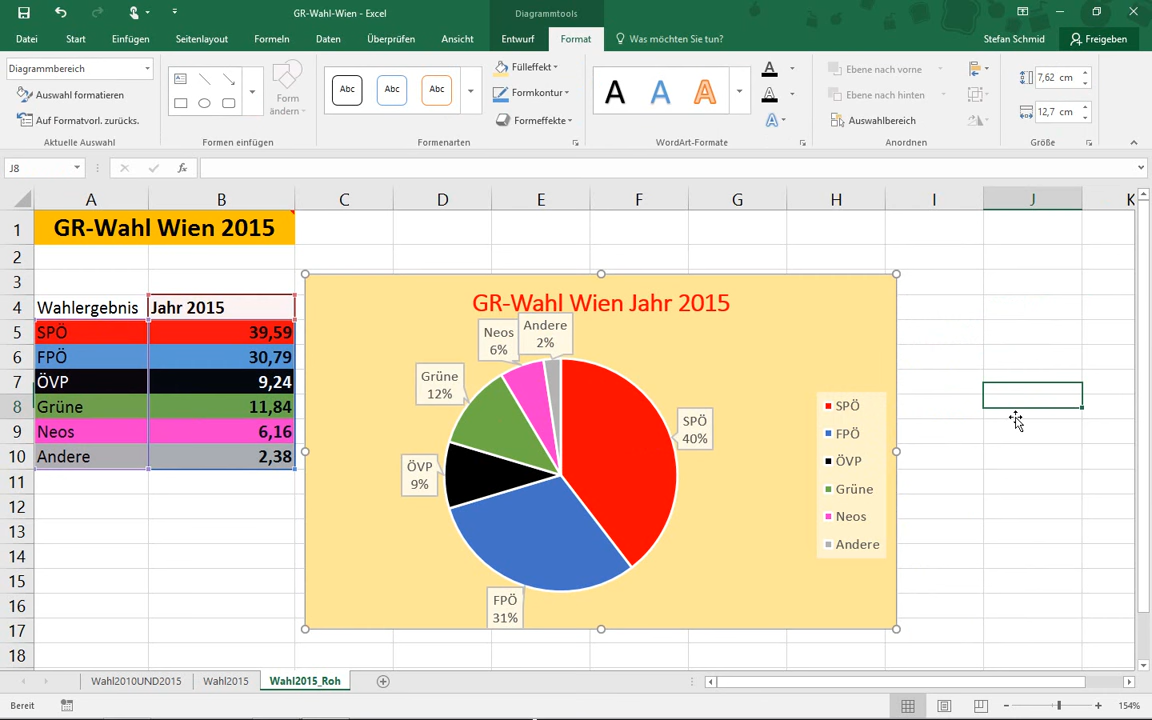 GR-Wahl-Wien - Excel
Diagrammtools
Datei Start Einfügen Seitenlayout Formeln Daten Überprüfen Ansicht Entwurf Format Was möchten Sie tun? Stefan Schmid Freigeben
Diagrammbereich
Auswahl formatieren
Auf Formatvorl. zurücks.
Aktuelle Auswahl
Form
ändern
Formen einfügen
Abc Abc Abc
Fülleffekt
Formkontur
Formeffekte
Formenarten
A A A
WordArt-Formate
Ebene nach vorne
Ebene nach hinten
Auswahlbereich
Anordnen
7,62 cm
12,7 cm
Größe
J8
fx
A B C D E F G H I J K
1 GR-Wahl Wien 2015
2
3
4 Wahlergebnis Jahr 2015
5 SPÖ 39,59
6 FPÖ 30,79
7 ÖVP 9,24
8 Grüne 11,84
9 Neos 6,16
10 Andere 2,38
11
12
13
14
15
16
17
18
GR-Wahl Wien Jahr 2015
Andere
2%
Neos
6%
Grüne
12%
SPÖ
40%
ÖVP
9%
FPÖ
31%
SPÖ
FPÖ
ÖVP
Grüne
Neos
Andere
Wahl2010UND2015 Wahl2015 Wahl2015_Roh
Bereit
154%